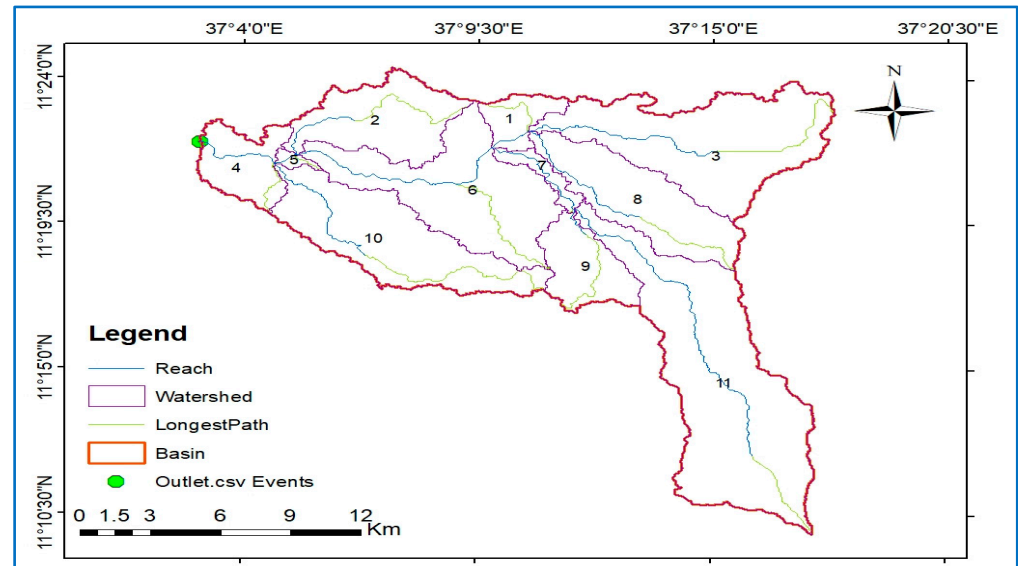 37°4'0"E 37°9'30"E 37°15'0"E 37°20'30"E
11°24'0"N
11°19'30"N
11°15'0"N
11°10'30"N
N
1
2
3
4
5
6
7
8
9
10
11
Legend
Reach
Watershed
LongestPath
Basin
Outlet.csv Events
0 1.5 3 6 9 12
Km